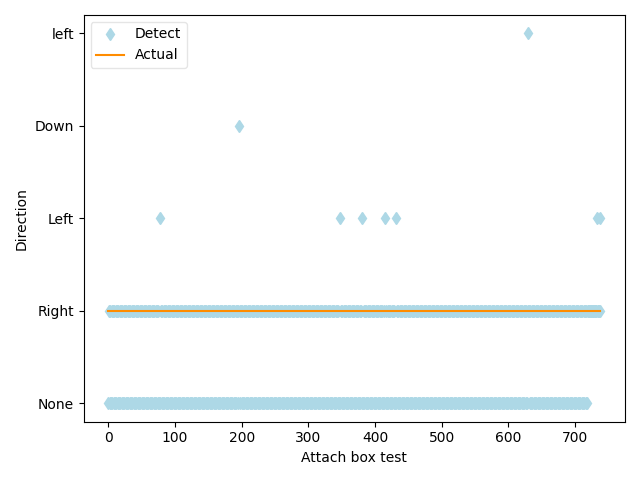 Detect
Actual
left
Down
Left
Right
None
Direction
0 100 200 300 400 500 600 700
Attach box test